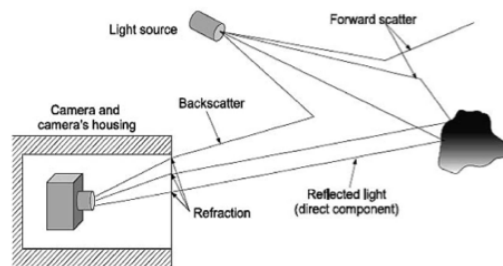 Forward scatter
Light source
Camera and
camera's housing
Backscatter
Refraction
Reflected light
(direct component)